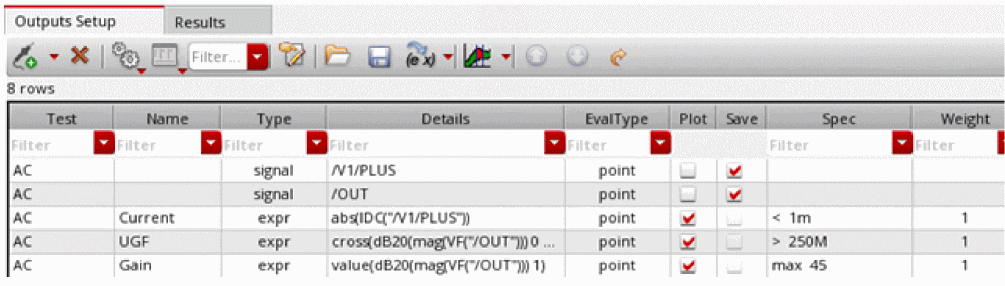 Outputs Setup Results
Filter... (e x)
8 rows
Test Name Type Details EvalType Plot Save Spec Weight
Filter Filter Filter Filter Filter Filter Filter
AC signal /V1/PLUS point
AC signal /OUT point
AC Current expr abs(IDC("/V1/PLUS")) point < 1m 1
AC UGF expr cross(dB20(mag(VF("/OUT"))) 0 ... point > 250M 1
AC Gain expr value(dB20(mag(VF("/OUT"))) 1) point max 45 1